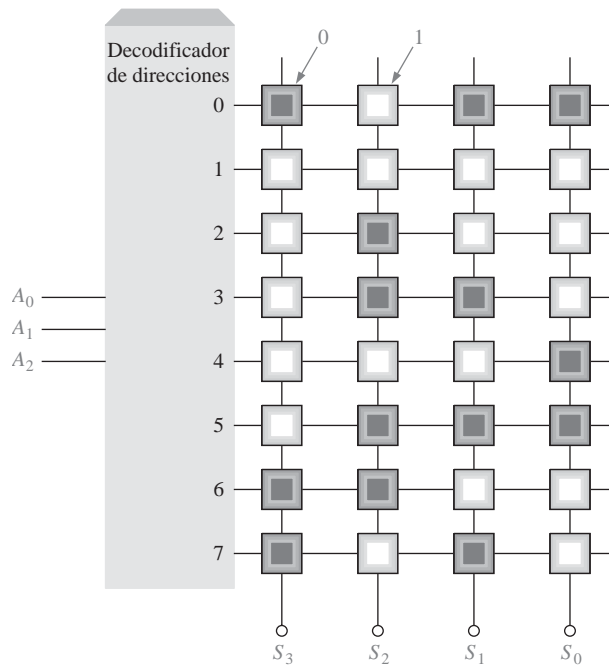 0 1
Decodificador
de direcciones
0
1
2
A₀ 3
A₁
A₂ 4
5
6
7
S₃ S₂ S₁ S₀